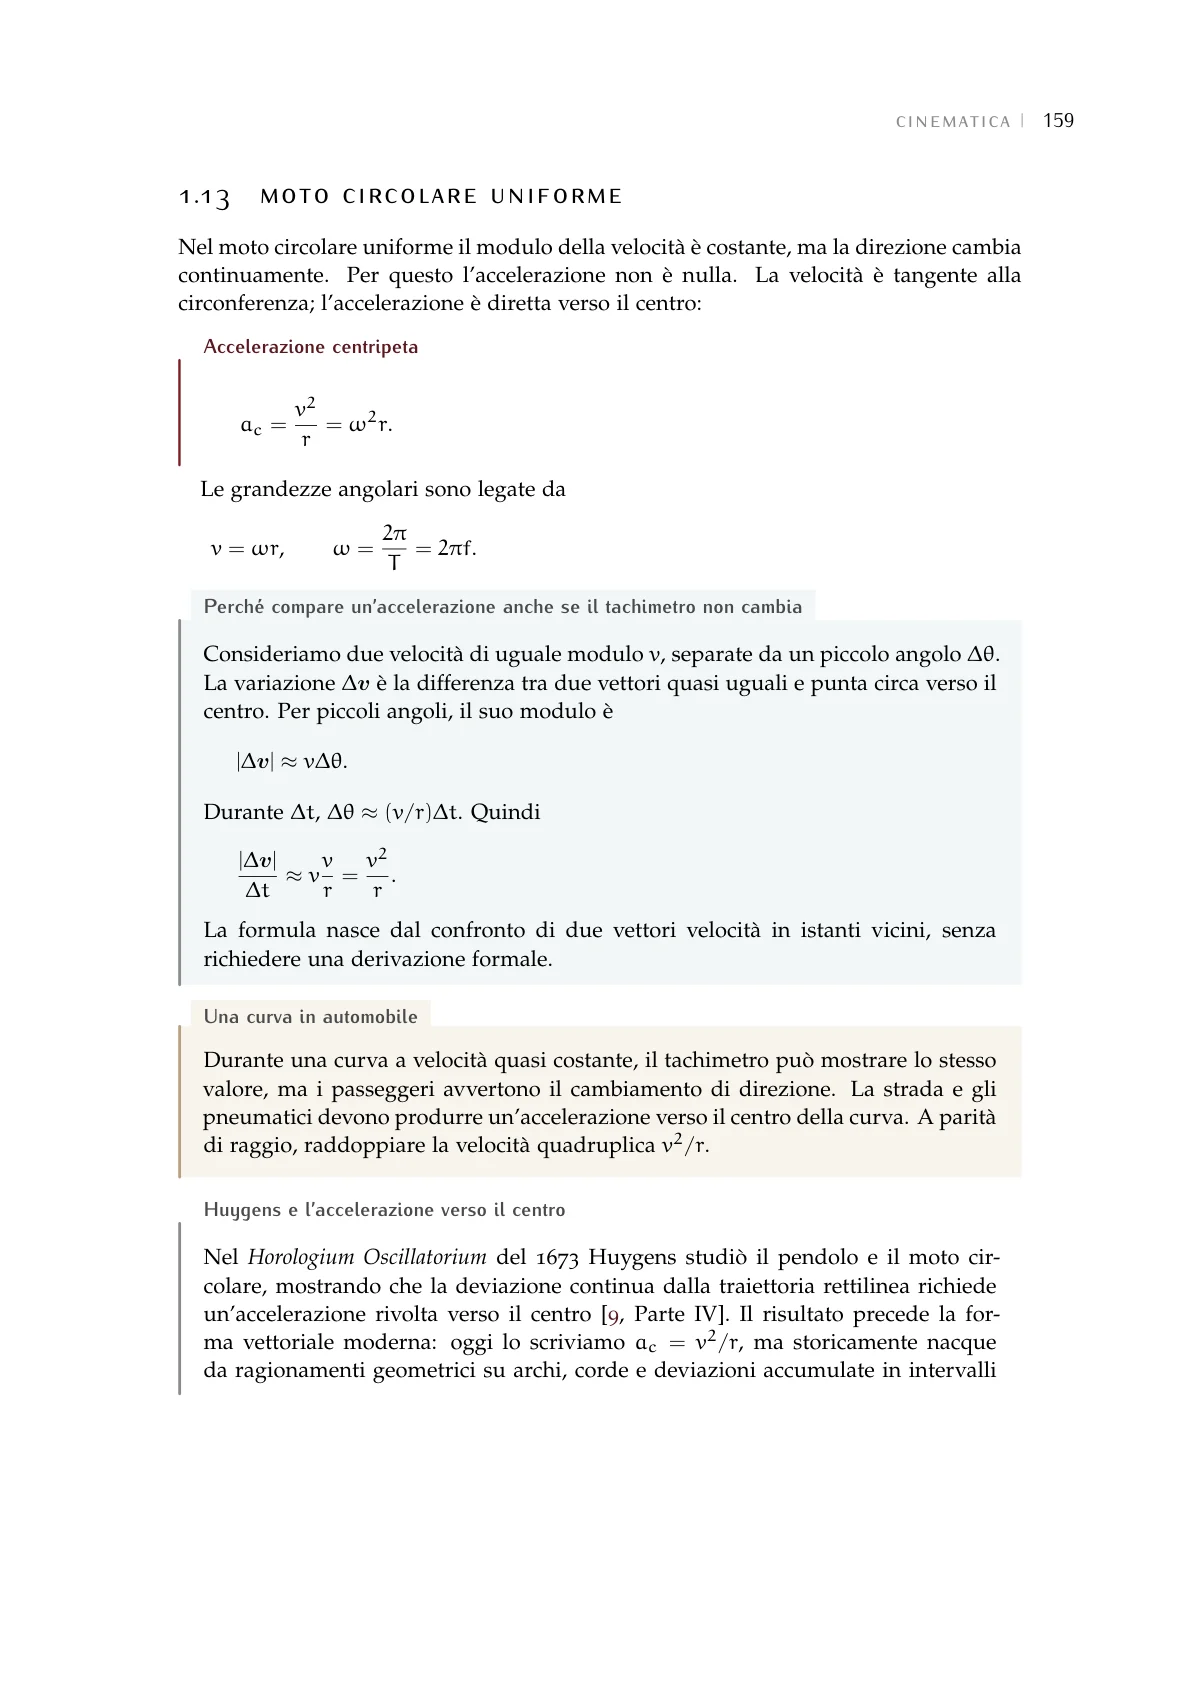 CINEMATICA | 159
1.13 MOTO CIRCOLARE UNIFORME
Nel moto circolare uniforme il modulo della velocità è costante, ma la direzione cambia
continuamente. Per questo l'accelerazione non è nulla. La velocità è tangente alla
circonferenza; l'accelerazione è diretta verso il centro:
Accelerazione centripeta
a_c = v²/r = ω²r.
Le grandezze angolari sono legate da
v = ωr, ω = 2π/T = 2πf.
Perché compare un'accelerazione anche se il tachimetro non cambia
Consideriamo due velocità di uguale modulo v, separate da un piccolo angolo Δθ.
La variazione Δv è la differenza tra due vettori quasi uguali e punta circa verso il
centro. Per piccoli angoli, il suo modulo è
|Δv| ≈ vΔθ.
Durante Δt, Δθ ≈ (v/r)Δt. Quindi
|Δv|/Δt ≈ v v/r = v²/r.
La formula nasce dal confronto di due vettori velocità in istanti vicini, senza
richiedere una derivazione formale.
Una curva in automobile
Durante una curva a velocità quasi costante, il tachimetro può mostrare lo stesso
valore, ma i passeggeri avvertono il cambiamento di direzione. La strada e gli
pneumatici devono produrre un'accelerazione verso il centro della curva. A parità
di raggio, raddoppiare la velocità quadruplica v²/r.
Huygens e l'accelerazione verso il centro
Nel Horologium Oscillatorium del 1673 Huygens studiò il pendolo e il moto cir-
colare, mostrando che la deviazione continua dalla traiettoria rettilinea richiede
un'accelerazione rivolta verso il centro [9, Parte IV]. Il risultato precede la for-
ma vettoriale moderna: oggi lo scriviamo a_c = v²/r, ma storicamente nacque
da ragionamenti geometrici su archi, corde e deviazioni accumulate in intervalli